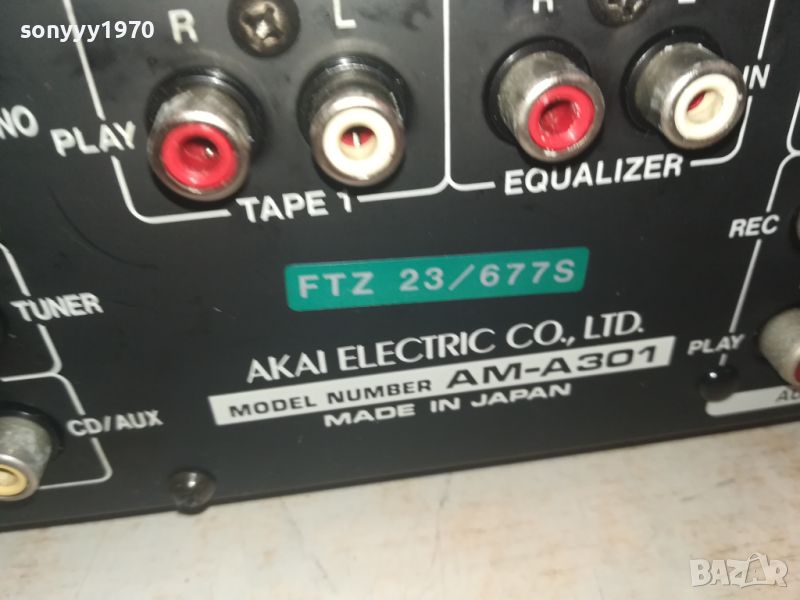 sonyyy1970
R L
PLAY
TAPE 1
IN
EQUALIZER
REC
FTZ 23/677S
TUNER
AKAI ELECTRIC CO., LTD.
MODEL NUMBER AM-A301
MADE IN JAPAN
PLAY
CD/AUX
BAZAR